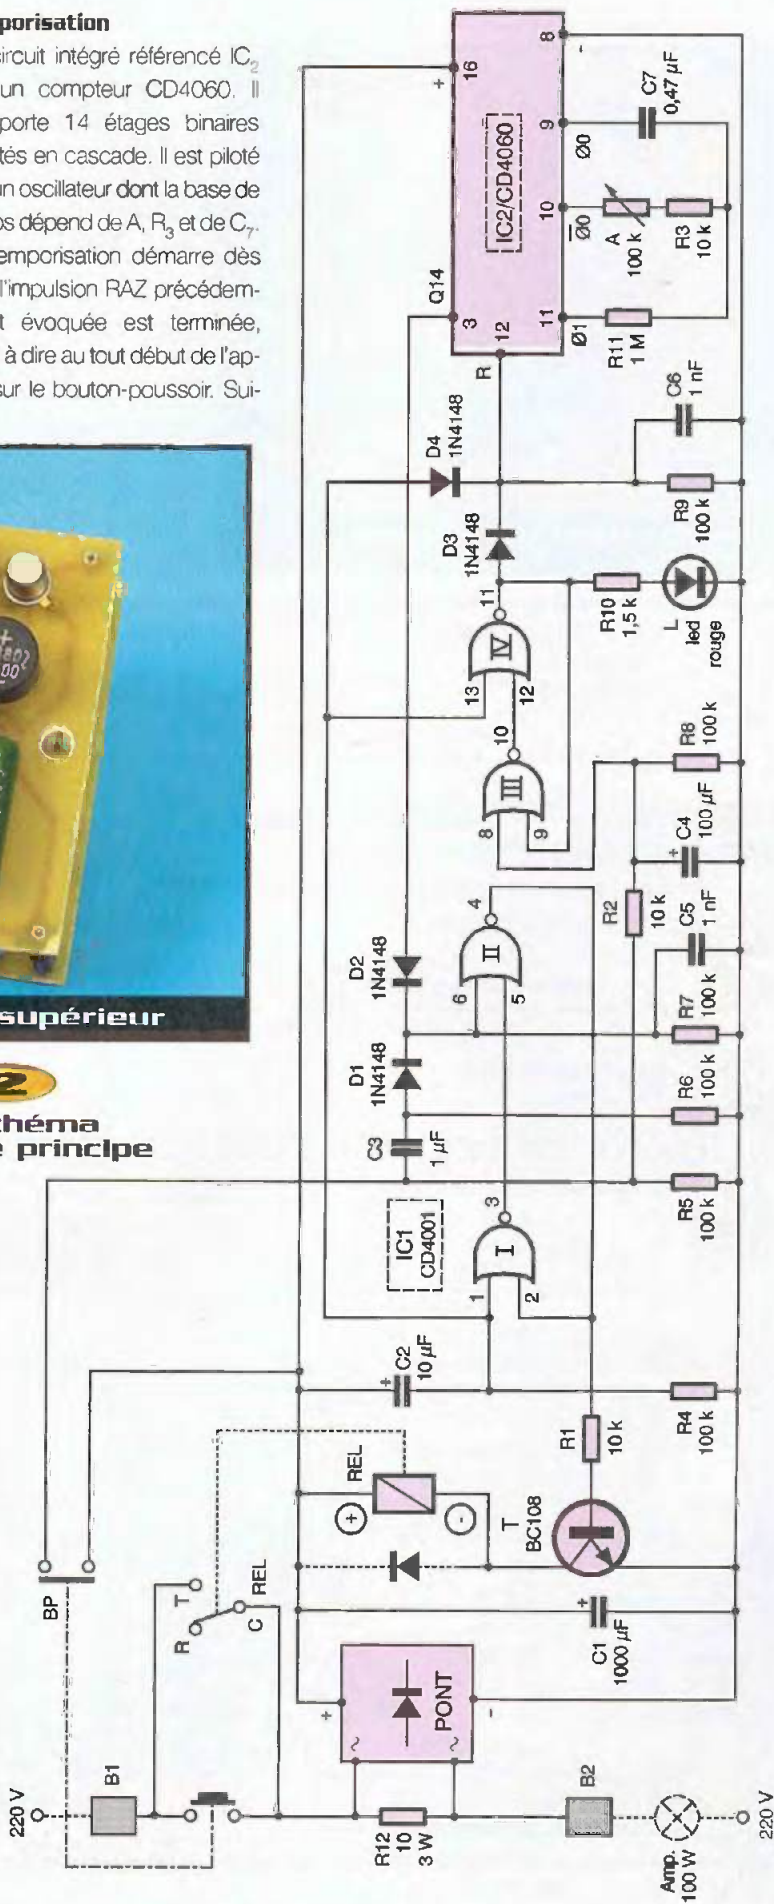 porisation
ircuit intégré référencé IC2
un compteur CD4060. Il
porte 14 étages binaires
tés en cascade. Il est piloté
un oscillateur dont la base de
ps dépend de A, R3 et de C7.
emporisation démarre dès
l'impulsion RAZ précédem-
t évoquée est terminée,
à dire au tout début de l'ap-
sur le bouton-poussoir. Sui-
supérieur
2
chéma
e principe
220 V
B1
R
T
C
REL
BP
R12
10
3 W
B2
Amp.
100 W
220 V
PONT
+
-
~
~
C1
1000 µF
+
REL
+
-
T
BC108
R1
10 k
C2
10 µF
+
R4
100 k
IC1
CD4001
I
1
2
3
C3
1 µF
R5
100 k
R6
100 k
D1
1N4148
D2
1N4148
II
6
5
4
R7
100 k
C5
1 nF
R2
10 k
C4
100 µF
+
R8
100 k
III
8
9
10
IV
13
12
11
D3
1N4148
D4
1N4148
R10
1,5 k
L
led
rouge
R9
100 k
C6
1 nF
IC2/CD4060
Q14
3
R
12
+
16
8
-
9
Ø0
10
Ø0
11
Ø1
R11
1 M
A
100 k
R3
10 k
C7
0,47 µF